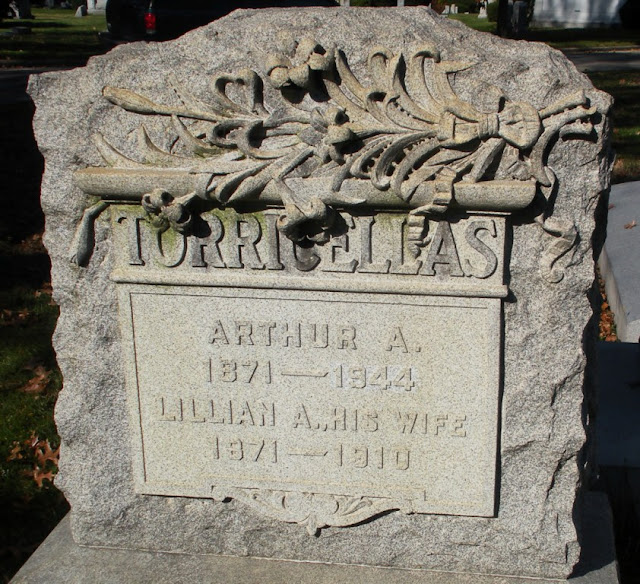 TORRICELLAS
ARTHUR A.
1871—1944
LILLIAN A., HIS WIFE
1871—1910